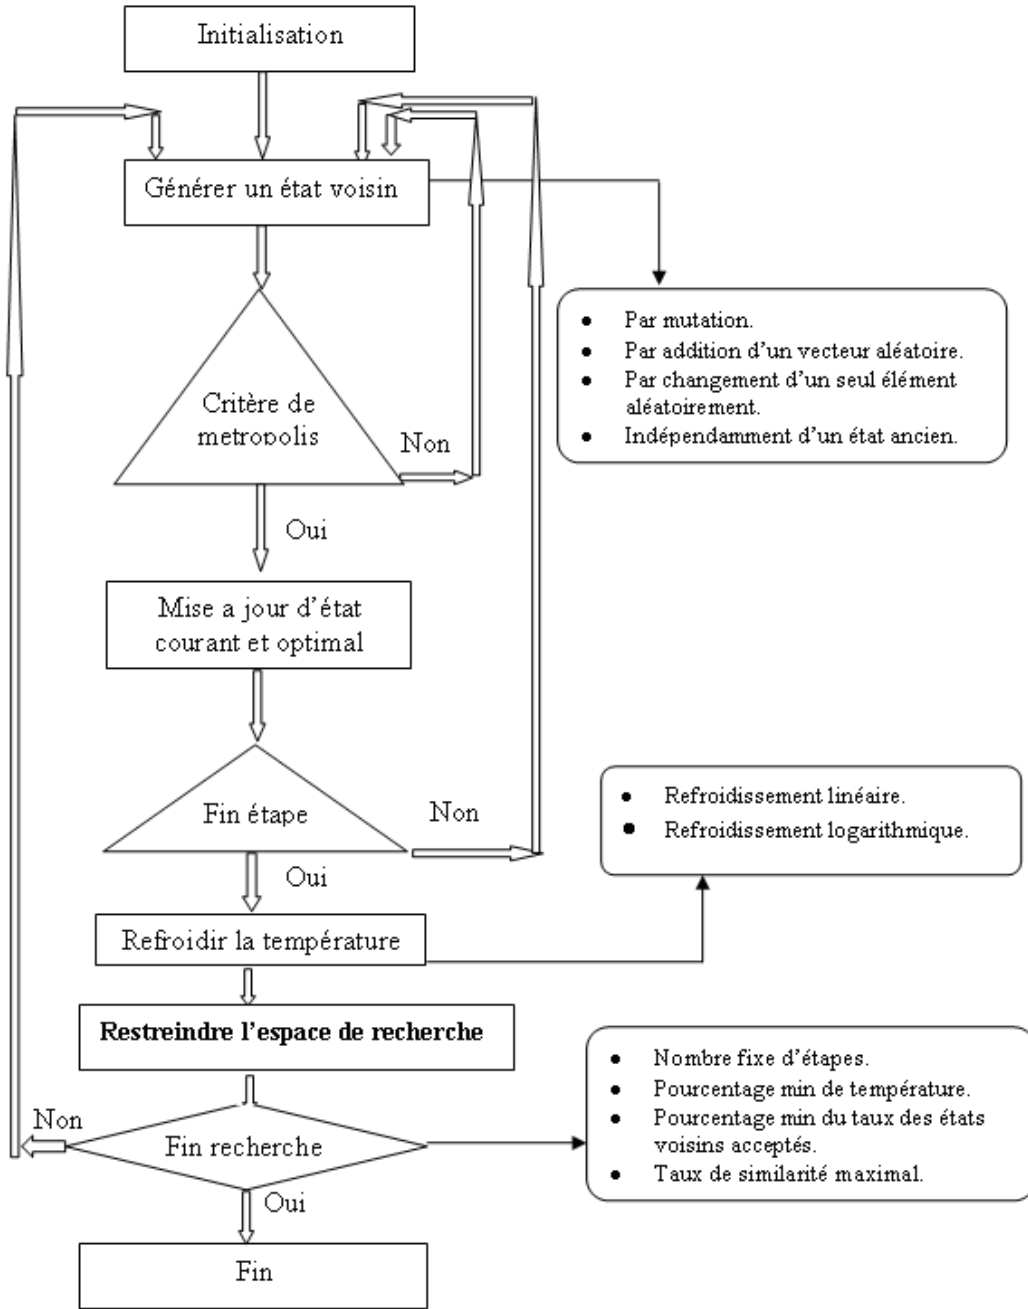 Initialisation
Générer un état voisin
• Par mutation.
• Par addition d'un vecteur aléatoire.
• Par changement d'un seul élément
aléatoirement.
• Indépendamment d'un état ancien.
Critère de
metropolis
Non
Oui
Mise a jour d'état
courant et optimal
Fin étape
Non
Oui
• Refroidissement linéaire.
• Refroidissement logarithmique.
Refroidir la température
Restreindre l'espace de recherche
• Nombre fixe d'étapes.
• Pourcentage min de température.
• Pourcentage min du taux des états
voisins acceptés.
• Taux de similarité maximal.
Non
Fin recherche
Oui
Fin